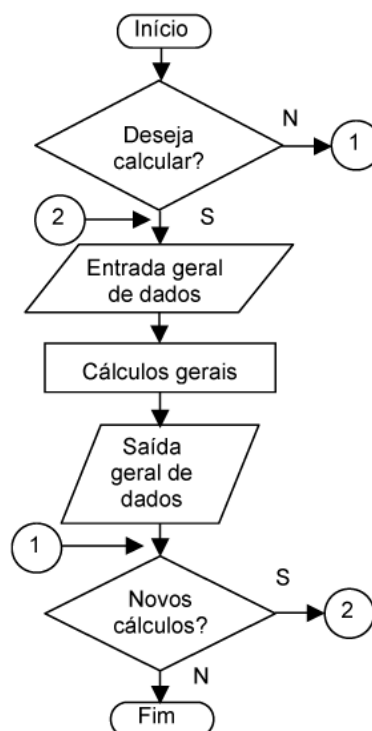 Início
Deseja
calcular?
N
1
2
S
Entrada geral
de dados
Cálculos gerais
Saída
geral de
dados
1
Novos
cálculos?
S
2
N
Fim